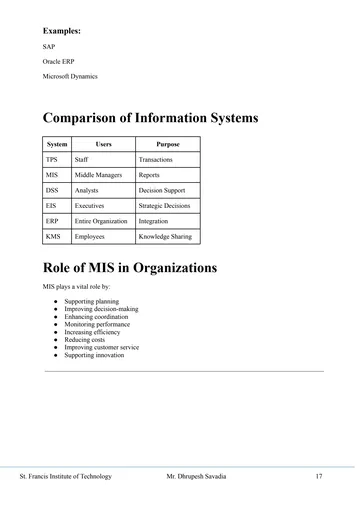 Examples:
SAP
Oracle ERP
Microsoft Dynamics
Comparison of Information Systems
System Users Purpose
TPS Staff Transactions
MIS Middle Managers Reports
DSS Analysts Decision Support
EIS Executives Strategic Decisions
ERP Entire Organization Integration
KMS Employees Knowledge Sharing
Role of MIS in Organizations
MIS plays a vital role by:
● Supporting planning
● Improving decision-making
● Enhancing coordination
● Monitoring performance
● Increasing efficiency
● Reducing costs
● Improving customer service
● Supporting innovation
St. Francis Institute of Technology Mr. Dhrupesh Savadia 17